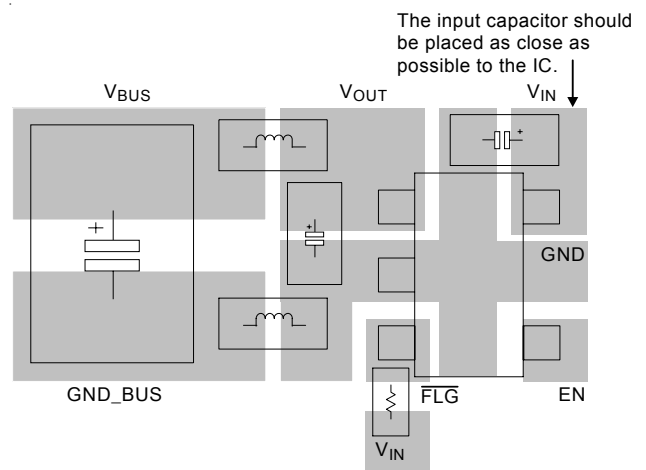 The input capacitor should
be placed as close as
possible to the IC.
VBUS
VOUT
VIN
GND
GND_BUS
FLG
EN
VIN